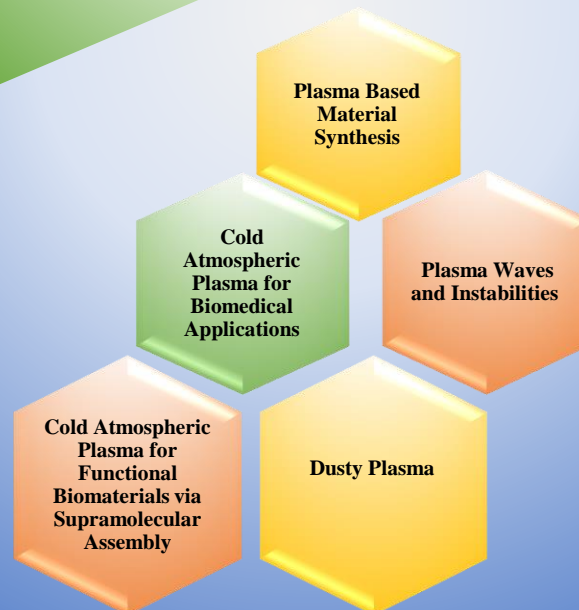 Plasma Based
Material
Synthesis
Cold
Atmospheric
Plasma for
Biomedical
Applications
Plasma Waves
and Instabilities
Cold Atmospheric
Plasma for
Functional
Biomaterials via
Supramolecular
Assembly
Dusty Plasma